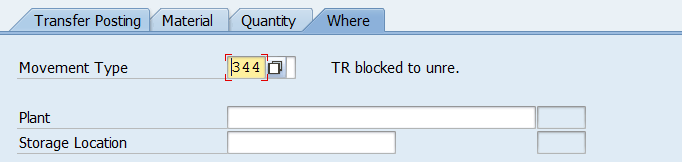 Transfer Posting Material Quantity Where
Movement Type 344 TR blocked to unre.
Plant
Storage Location